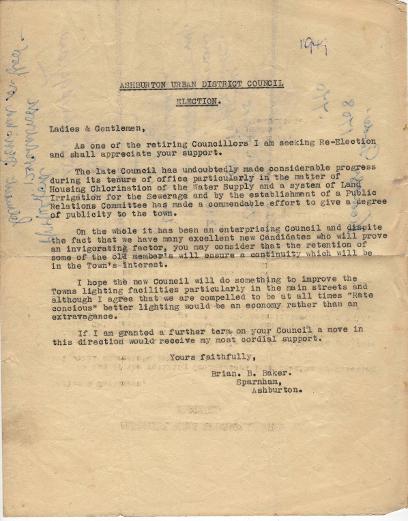 ASHBURTON URBAN DISTRICT COUNCIL
ELECTION.
Ladies & Gentlemen,
As one of the retiring Councillors I am seeking Re-Election
and shall appreciate your support.
The late Council has undoubtedly made considerable progress
during its tenure of office particularly in the matter of
Housing Chlorination of the Water Supply and a system of Land
Irrigation for the Sewerage and by the establishment of a Public
Relations Committee has made a commendable effort to give a degree
of publicity to the town.
On the whole it has been an enterprising Council and dispite
the fact that we have many excellent new Candidates who will prove
an invigorating factor, you may consider that the retention of
some of the old members will ensure a continuity which will be
in the Town's interest.
I hope the new Council will do something to improve the
Towns lighting facilities particularly in the main streets and
although I agree that we are compelled to be at all times "Rate
concious" better lighting would be an economy rather than an
extravagance.
If I am granted a further term on your Council a move in
this direction would receive my most cordial support.
Yours faithfully,
Brian. B. Baker.
Sparnham,
Ashburton.